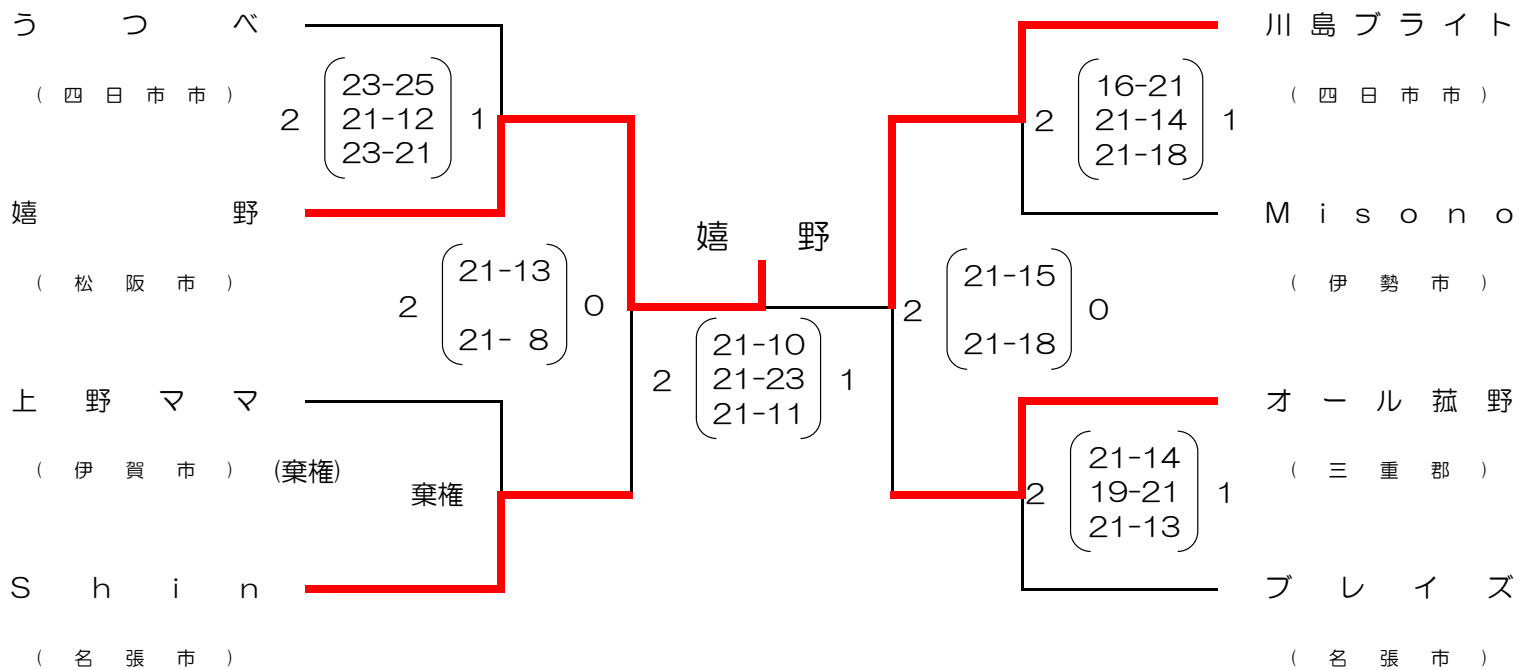 うつべ
(四日市市)
2 23-25 1
21-12
23-21
嬉野
(松阪市)
2 21-13 0
21- 8
上野ママ
(伊賀市) (棄権)
棄権
Shin
(名張市)
嬉野
2 21-10 1
21-23
21-11
川島ブライト
(四日市市)
2 16-21 1
21-14
21-18
Misono
(伊勢市)
2 21-15 0
21-18
オール菰野
(三重郡)
2 21-14 1
19-21
21-13
ブレイズ
(名張市)